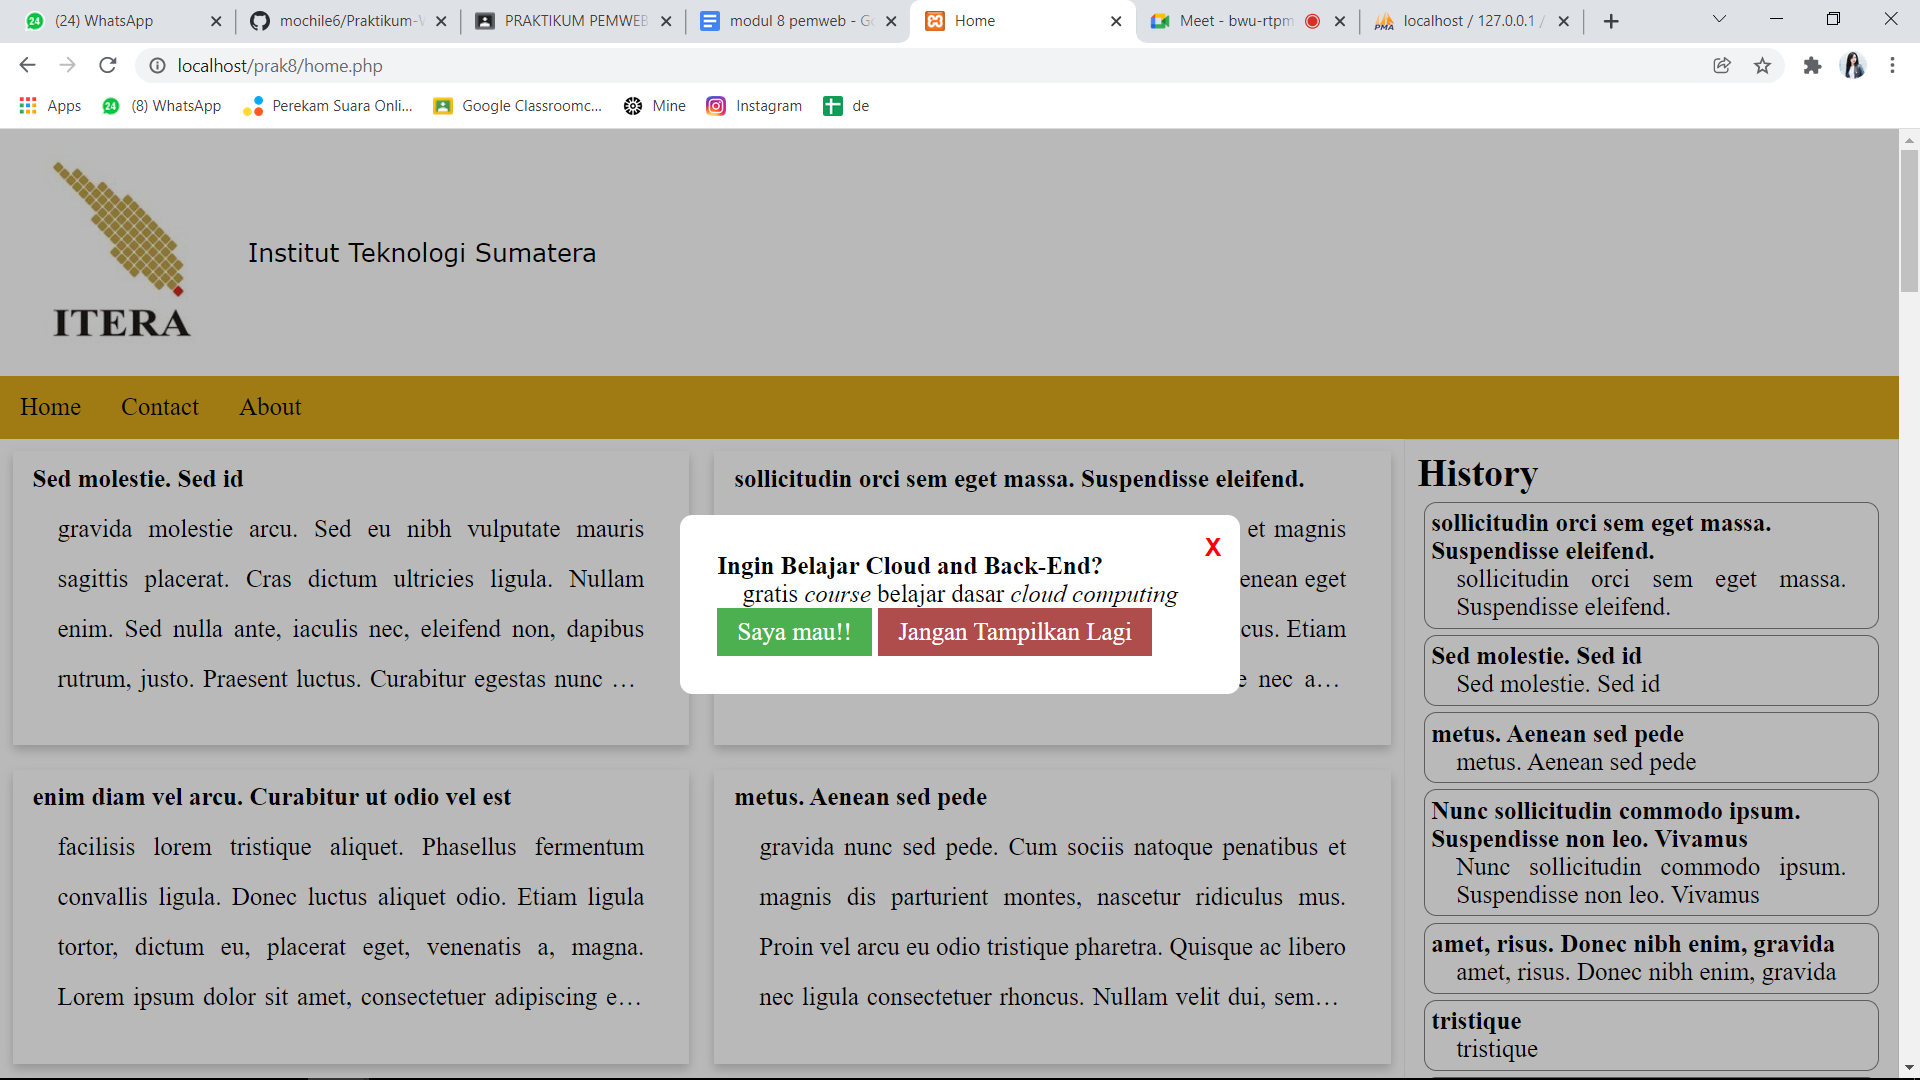 (24) WhatsApp
mochile6/Praktikum-W
PRAKTIKUM PEMWEB
modul 8 pemweb - Go
Home
Meet - bwu-rtpm
localhost / 127.0.0.1 /
localhost/prak8/home.php
Apps
(8) WhatsApp
Perekam Suara Onli...
Google Classroomc...
Mine
Instagram
de
ITERA
Institut Teknologi Sumatera
Home
Contact
About
Sed molestie. Sed id
gravida molestie arcu. Sed eu nibh vulputate mauris
sagittis placerat. Cras dictum ultricies ligula. Nullam
enim. Sed nulla ante, iaculis nec, eleifend non, dapibus
rutrum, justo. Praesent luctus. Curabitur egestas nunc …
sollicitudin orci sem eget massa. Suspendisse eleifend.
et magnis
enean eget
cus. Etiam
nec a…
X
Ingin Belajar Cloud and Back-End?
gratis course belajar dasar cloud computing
Saya mau!!
Jangan Tampilkan Lagi
enim diam vel arcu. Curabitur ut odio vel est
facilisis lorem tristique aliquet. Phasellus fermentum
convallis ligula. Donec luctus aliquet odio. Etiam ligula
tortor, dictum eu, placerat eget, venenatis a, magna.
Lorem ipsum dolor sit amet, consectetuer adipiscing e…
metus. Aenean sed pede
gravida nunc sed pede. Cum sociis natoque penatibus et
magnis dis parturient montes, nascetur ridiculus mus.
Proin vel arcu eu odio tristique pharetra. Quisque ac libero
nec ligula consectetuer rhoncus. Nullam velit dui, sem…
History
sollicitudin orci sem eget massa.
Suspendisse eleifend.
sollicitudin orci sem eget massa.
Suspendisse eleifend.
Sed molestie. Sed id
Sed molestie. Sed id
metus. Aenean sed pede
metus. Aenean sed pede
Nunc sollicitudin commodo ipsum.
Suspendisse non leo. Vivamus
Nunc sollicitudin commodo ipsum.
Suspendisse non leo. Vivamus
amet, risus. Donec nibh enim, gravida
amet, risus. Donec nibh enim, gravida
tristique
tristique